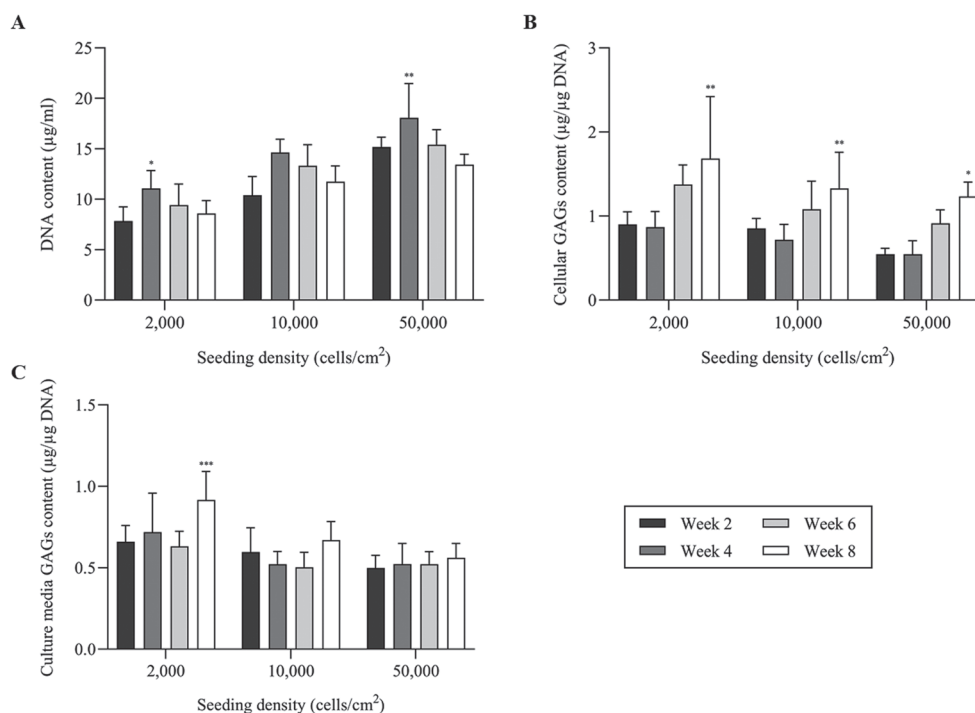 A
DNA content (µg/ml)
25
20
15
10
5
0
*
**
2,000 10,000 50,000
Seeding density (cells/cm²)
B
Cellular GAGs content (µg/µg DNA)
3
2
1
0
**
**
*
2,000 10,000 50,000
Seeding density (cells/cm²)
C
Culture media GAGs content (µg/µg DNA)
1.5
1.0
0.5
0.0
***
2,000 10,000 50,000
Seeding density (cells/cm²)
Week 2 Week 6
Week 4 Week 8